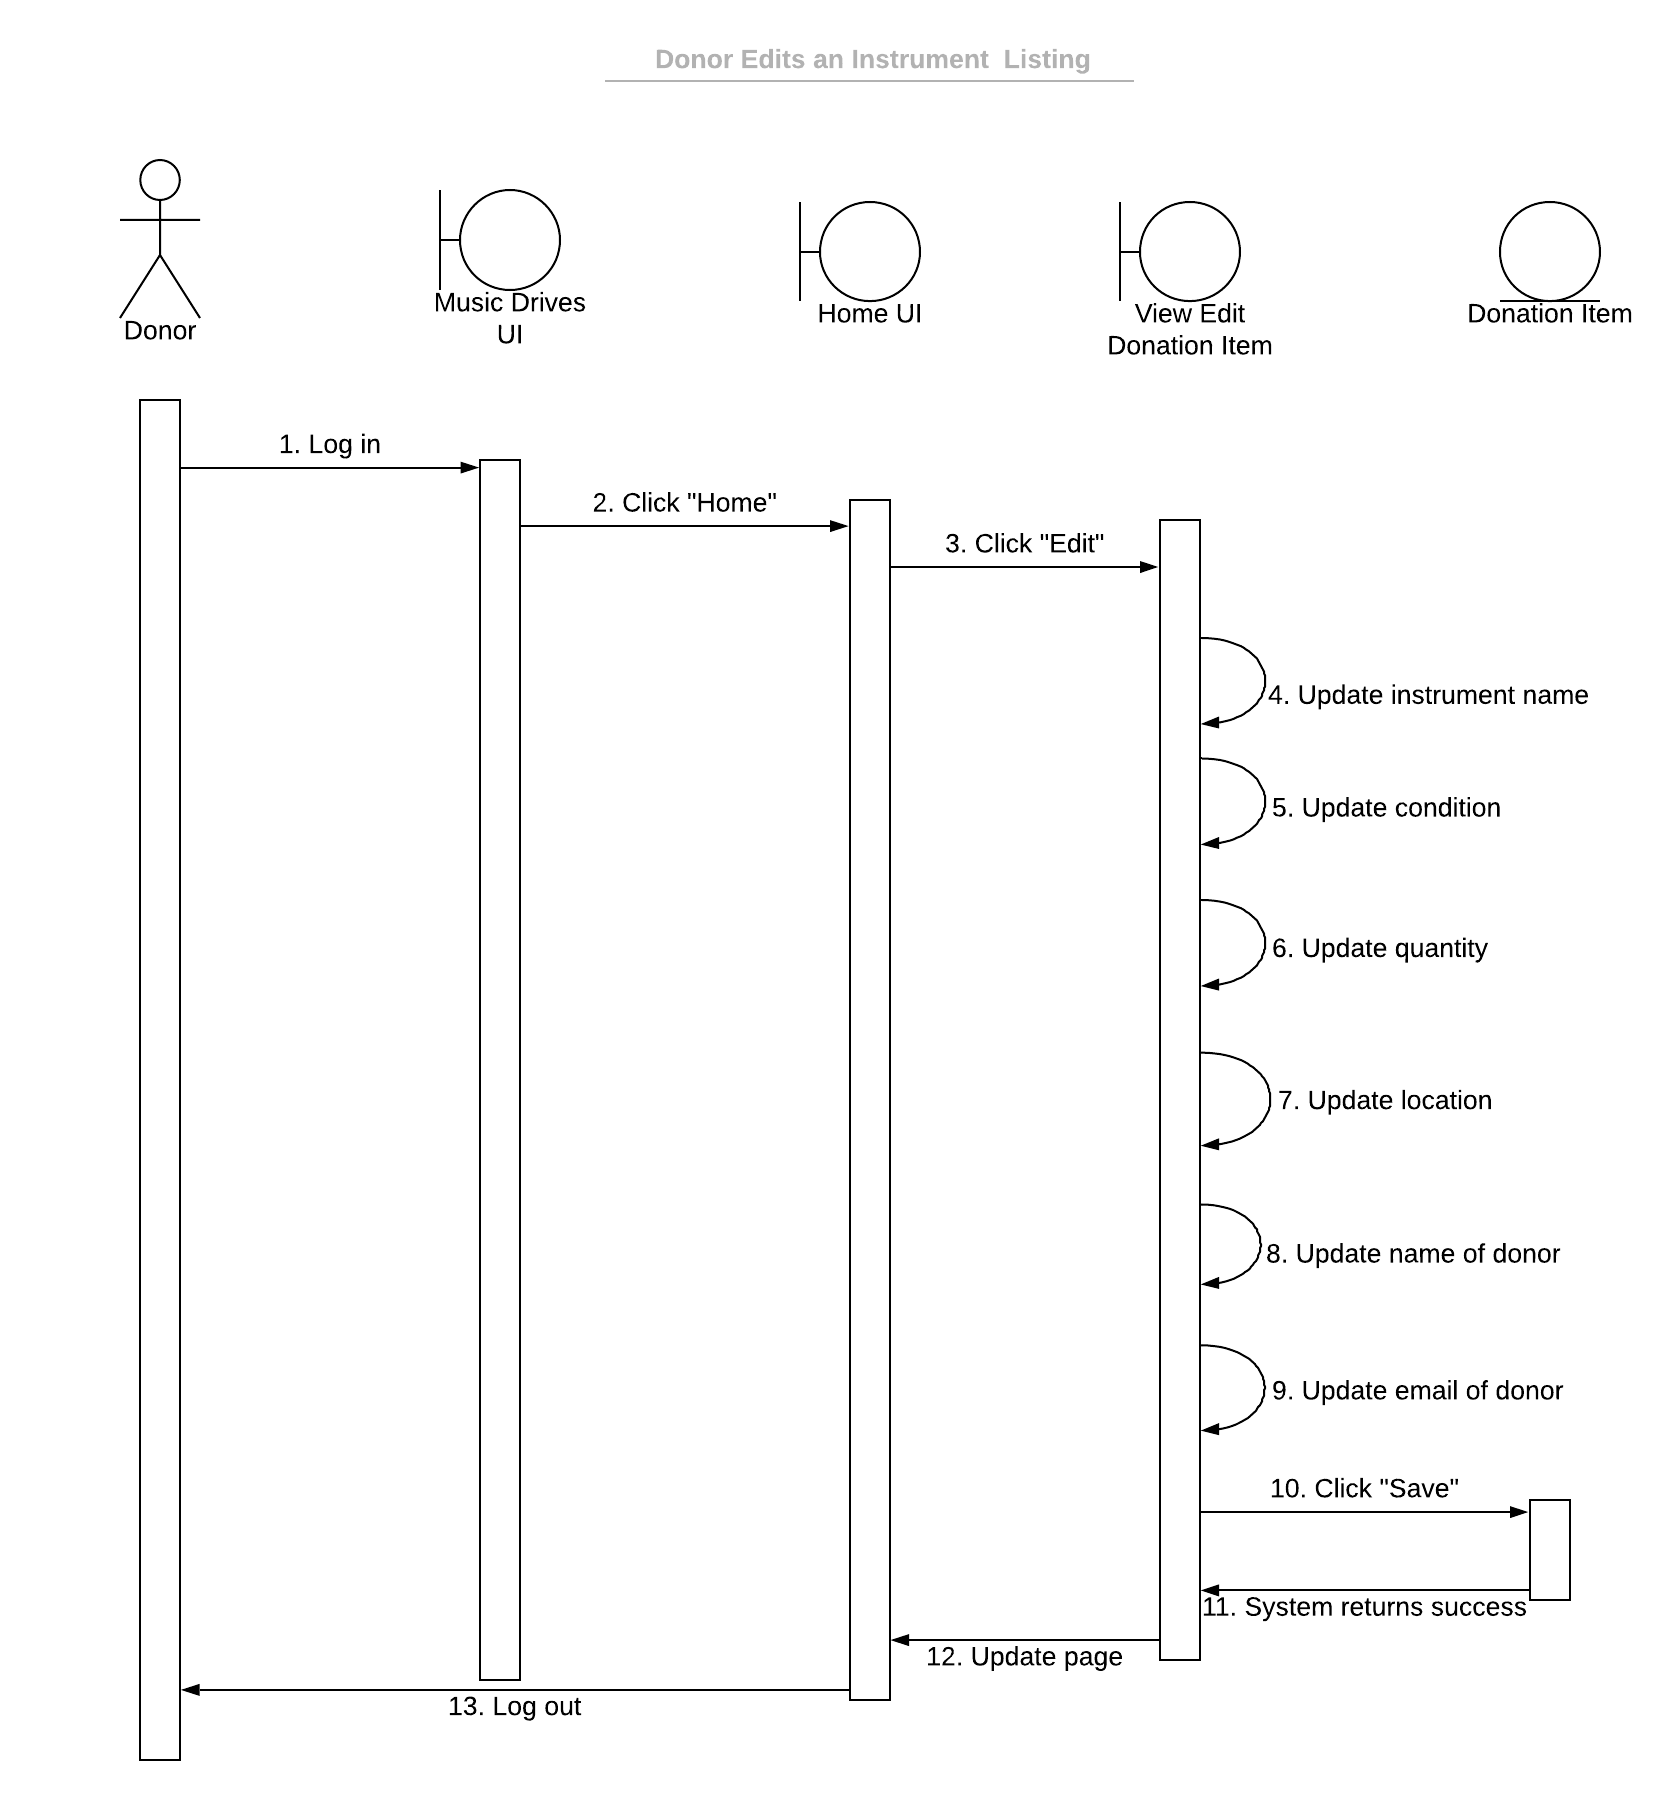 Donor Edits an Instrument  Listing
Donor
Music Drives
UI
Home UI
View Edit
Donation Item
Donation Item
1. Log in
2. Click "Home"
3. Click "Edit"
4. Update instrument name
5. Update condition
6. Update quantity
7. Update location
8. Update name of donor
9. Update email of donor
10. Click "Save"
11. System returns success
12. Update page
13. Log out